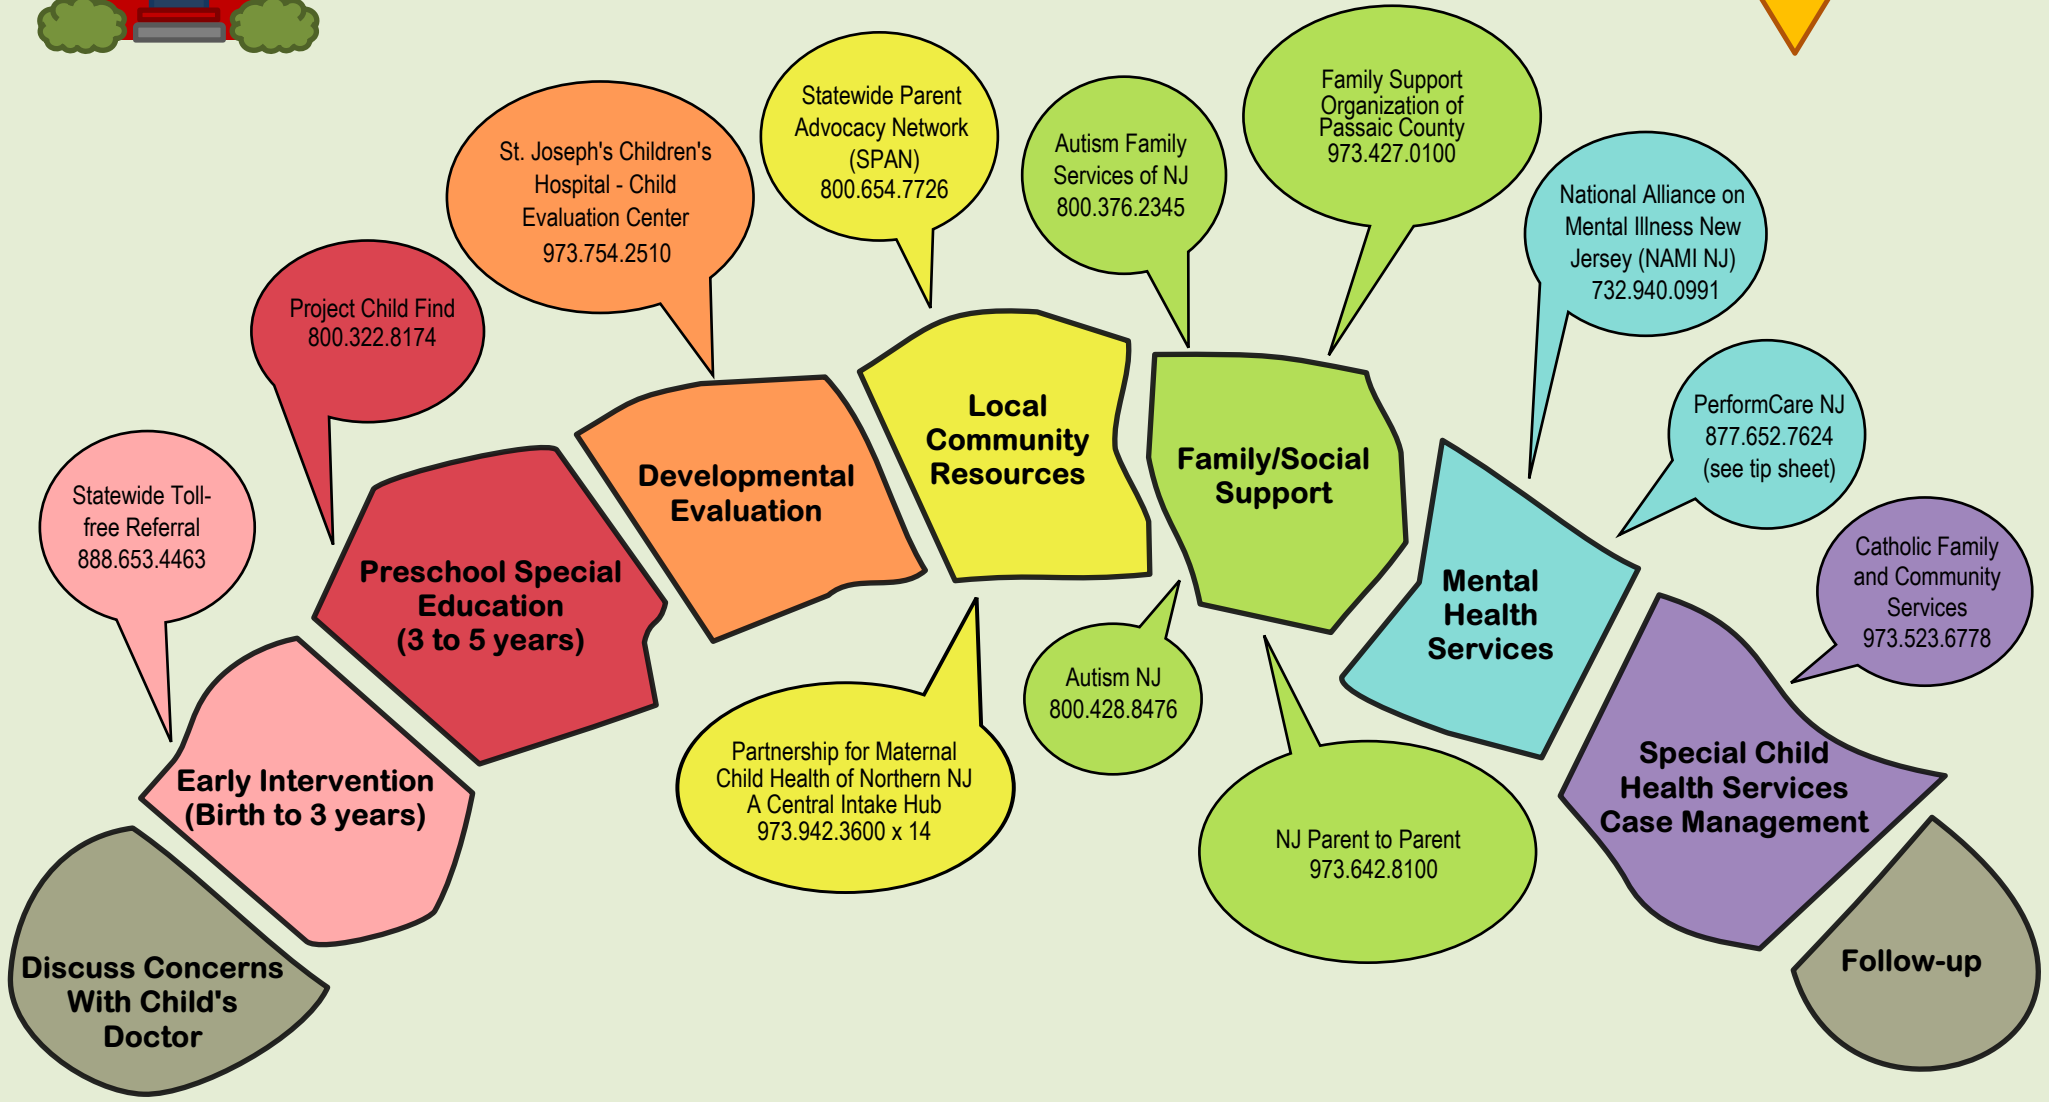 Statewide Toll-
free Referral
888.653.4463
Project Child Find
800.322.8174
St. Joseph's Children's
Hospital - Child
Evaluation Center
973.754.2510
Statewide Parent
Advocacy Network
(SPAN)
800.654.7726
Autism Family
Services of NJ
800.376.2345
Family Support
Organization of
Passaic County
973.427.0100
National Alliance on
Mental Illness New
Jersey (NAMI NJ)
732.940.0991
PerformCare NJ
877.652.7624
(see tip sheet)
Catholic Family
and Community
Services
973.523.6778
Discuss Concerns
With Child's
Doctor
Early Intervention
(Birth to 3 years)
Preschool Special
Education
(3 to 5 years)
Developmental
Evaluation
Local
Community
Resources
Family/Social
Support
Mental
Health
Services
Special Child
Health Services
Case Management
Follow-up
Partnership for Maternal
Child Health of Northern NJ
A Central Intake Hub
973.942.3600 x 14
Autism NJ
800.428.8476
NJ Parent to Parent
973.642.8100